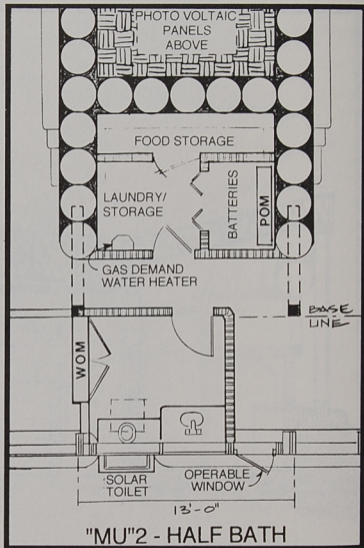 PHOTO VOLTAIC
PANELS
ABOVE
FOOD STORAGE
LAUNDRY/
STORAGE
BATTERIES
POM
GAS DEMAND
WATER HEATER
BASE
LINE
WOM
SOLAR
TOILET
OPERABLE
WINDOW
13'-0"
"MU"2 - HALF BATH